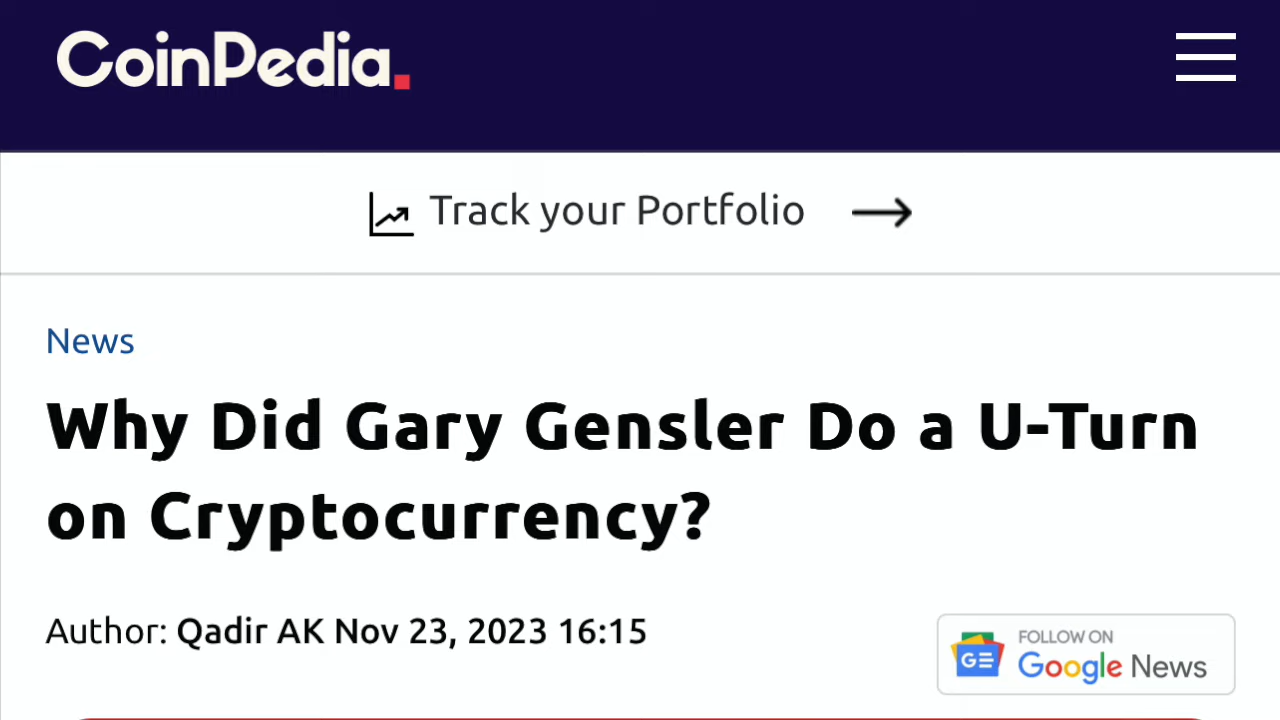 CoinPedia.
Track your Portfolio
News
Why Did Gary Gensler Do a U-Turn
on Cryptocurrency?
Author: Qadir AK Nov 23, 2023 16:15
FOLLOW ON
GE Google News